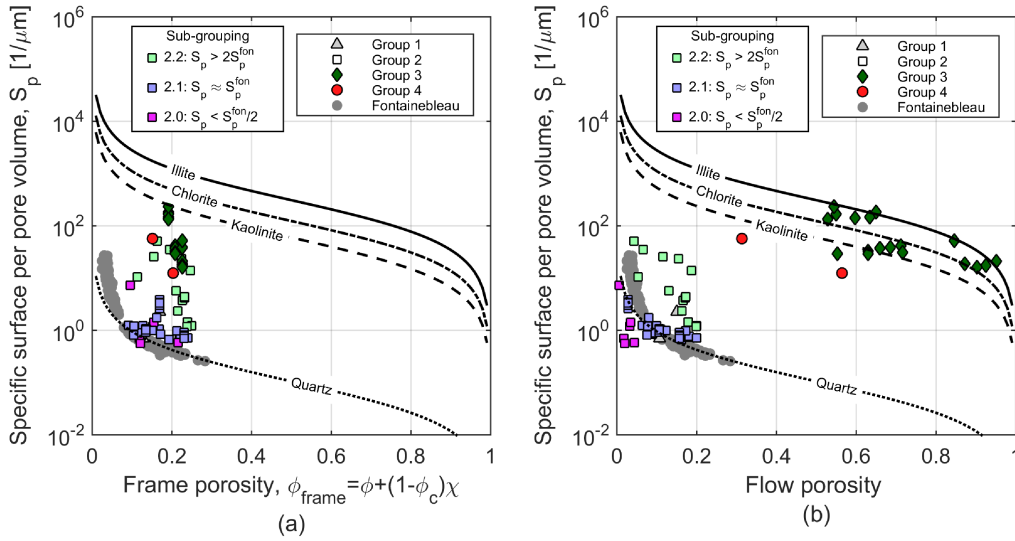 Specific surface per pore volume, S_p [1/μm]
10^6
10^4
10^2
10^0
10^-2
Sub-grouping
2.2: S_p > 2S_p^fon
2.1: S_p ≈ S_p^fon
2.0: S_p < S_p^fon/2
Group 1
Group 2
Group 3
Group 4
Fontainebleau
Illite
Chlorite
Kaolinite
Quartz
0 0.2 0.4 0.6 0.8 1
Frame porosity, ϕ_frame=ϕ+(1-ϕ_c)χ
(a)
Specific surface per pore volume, S_p [1/μm]
10^6
10^4
10^2
10^0
10^-2
Sub-grouping
2.2: S_p > 2S_p^fon
2.1: S_p ≈ S_p^fon
2.0: S_p < S_p^fon/2
Group 1
Group 2
Group 3
Group 4
Fontainebleau
Illite
Chlorite
Kaolinite
Quartz
0 0.2 0.4 0.6 0.8 1
Flow porosity
(b)